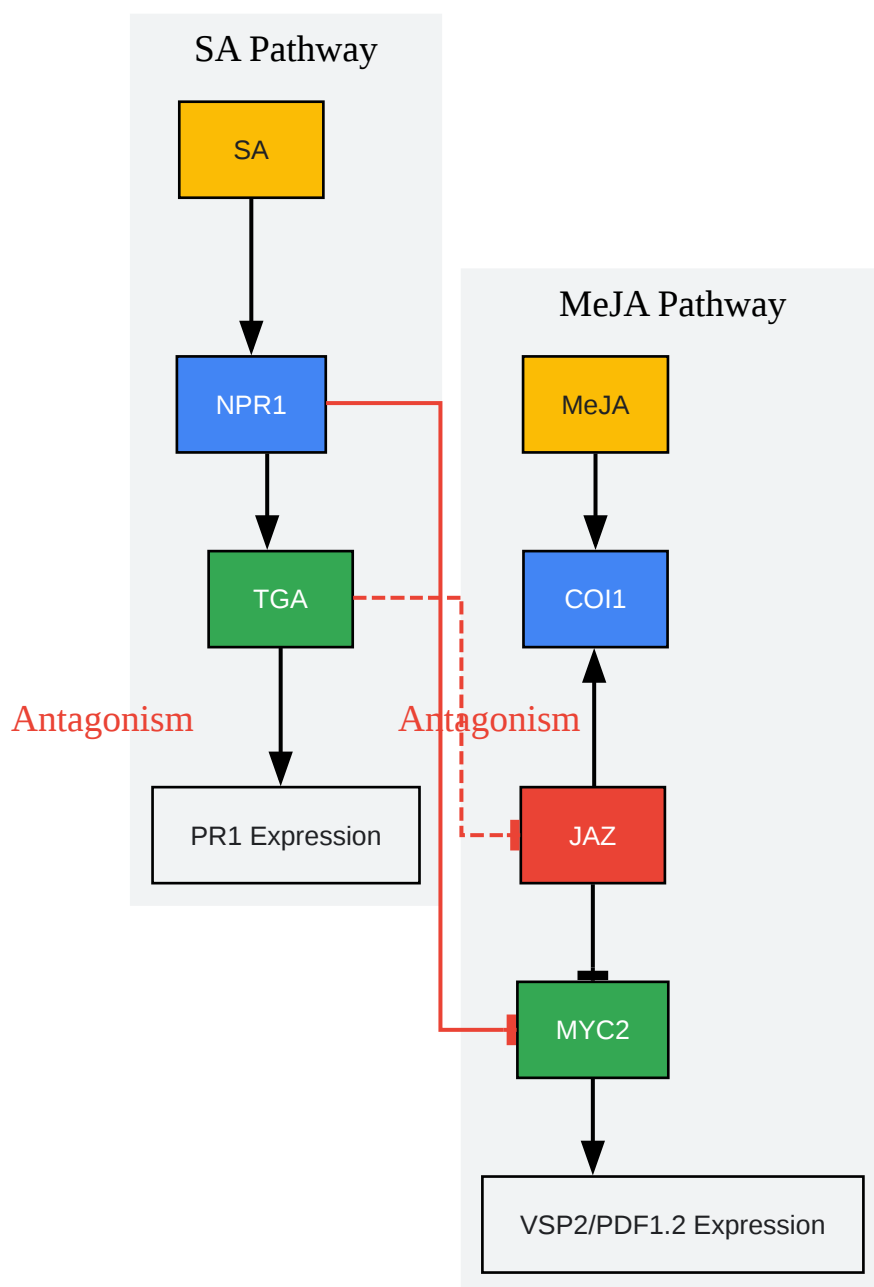 SA Pathway
SA
MeJA Pathway
NPR1
MeJA
TGA
COI1
Antagonism
Antagonism
PR1 Expression
JAZ
MYC2
VSP2/PDF1.2 Expression